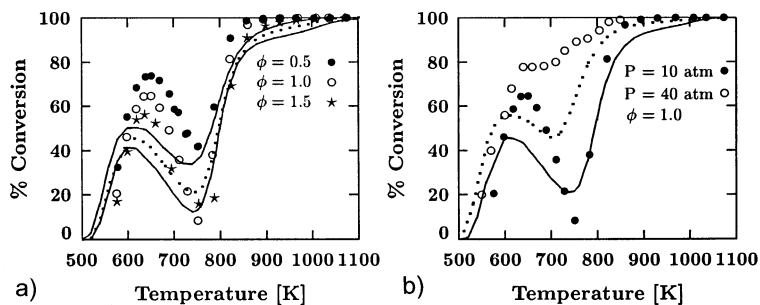 100
80
60
40
20
0
% Conversion
ϕ = 0.5 ●
ϕ = 1.0 ○
ϕ = 1.5 ★
500 600 700 800 900 1000 1100
Temperature [K]
a)
100
80
60
40
20
0
% Conversion
P = 10 atm ●
P = 40 atm ○
ϕ = 1.0
500 600 700 800 900 1000 1100
Temperature [K]
b)